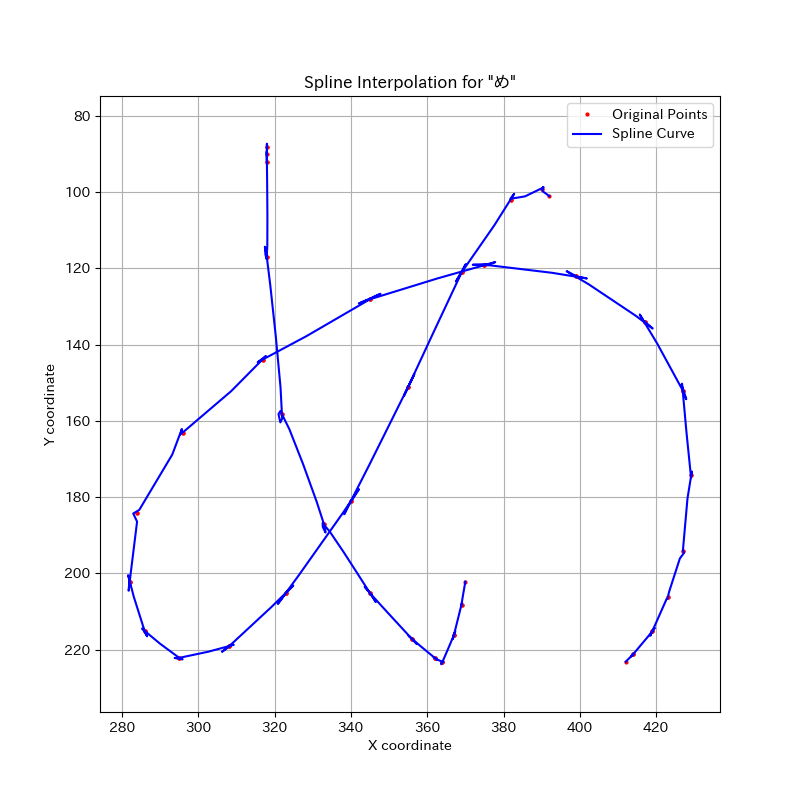 Spline Interpolation for "め"
Original Points
Spline Curve
80
100
120
140
160
180
200
220
Y coordinate
280 300 320 340 360 380 400 420
X coordinate